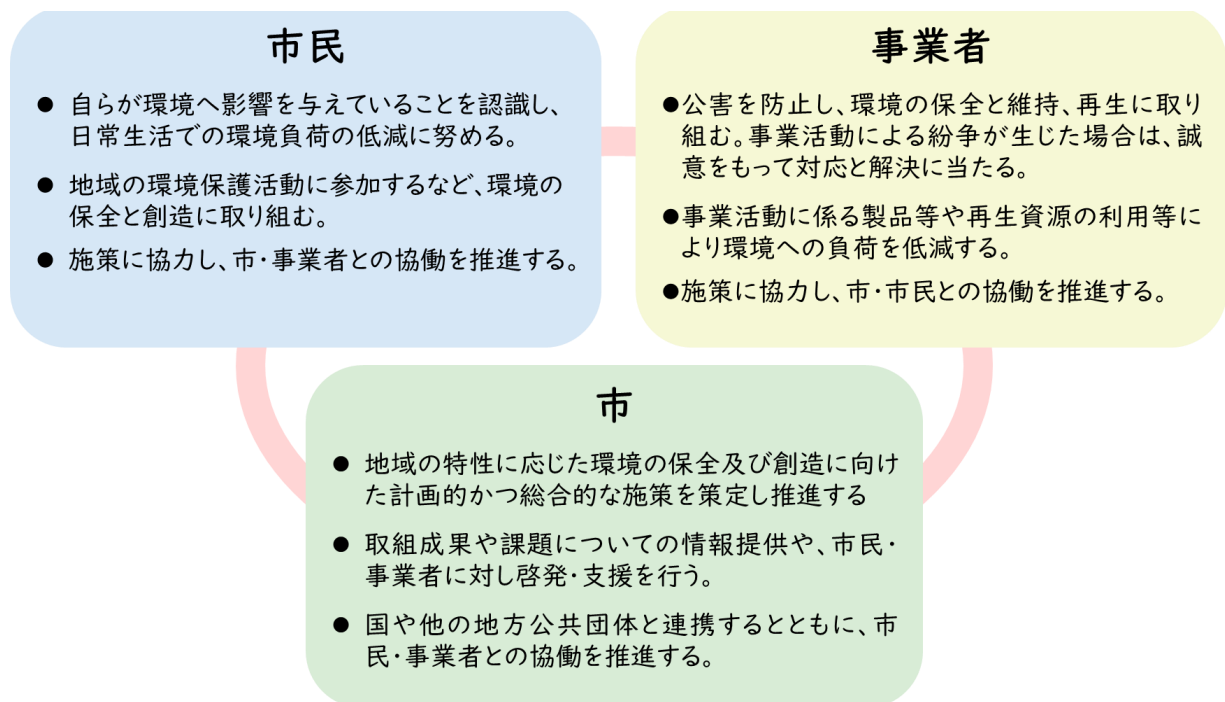 市民
● 自らが環境へ影響を与えていることを認識し、
日常生活での環境負荷の低減に努める。
● 地域の環境保護活動に参加するなど、環境の
保全と創造に取り組む。
● 施策に協力し、市・事業者との協働を推進する。
事業者
●公害を防止し、環境の保全と維持、再生に取り
組む。事業活動による紛争が生じた場合は、誠
意をもって対応と解決に当たる。
●事業活動に係る製品等や再生資源の利用等に
より環境への負荷を低減する。
●施策に協力し、市・市民との協働を推進する。
市
● 地域の特性に応じた環境の保全及び創造に向け
た計画的かつ総合的な施策を策定し推進する
● 取組成果や課題についての情報提供や、市民・
事業者に対し啓発・支援を行う。
● 国や他の地方公共団体と連携するとともに、市
民・事業者との協働を推進する。